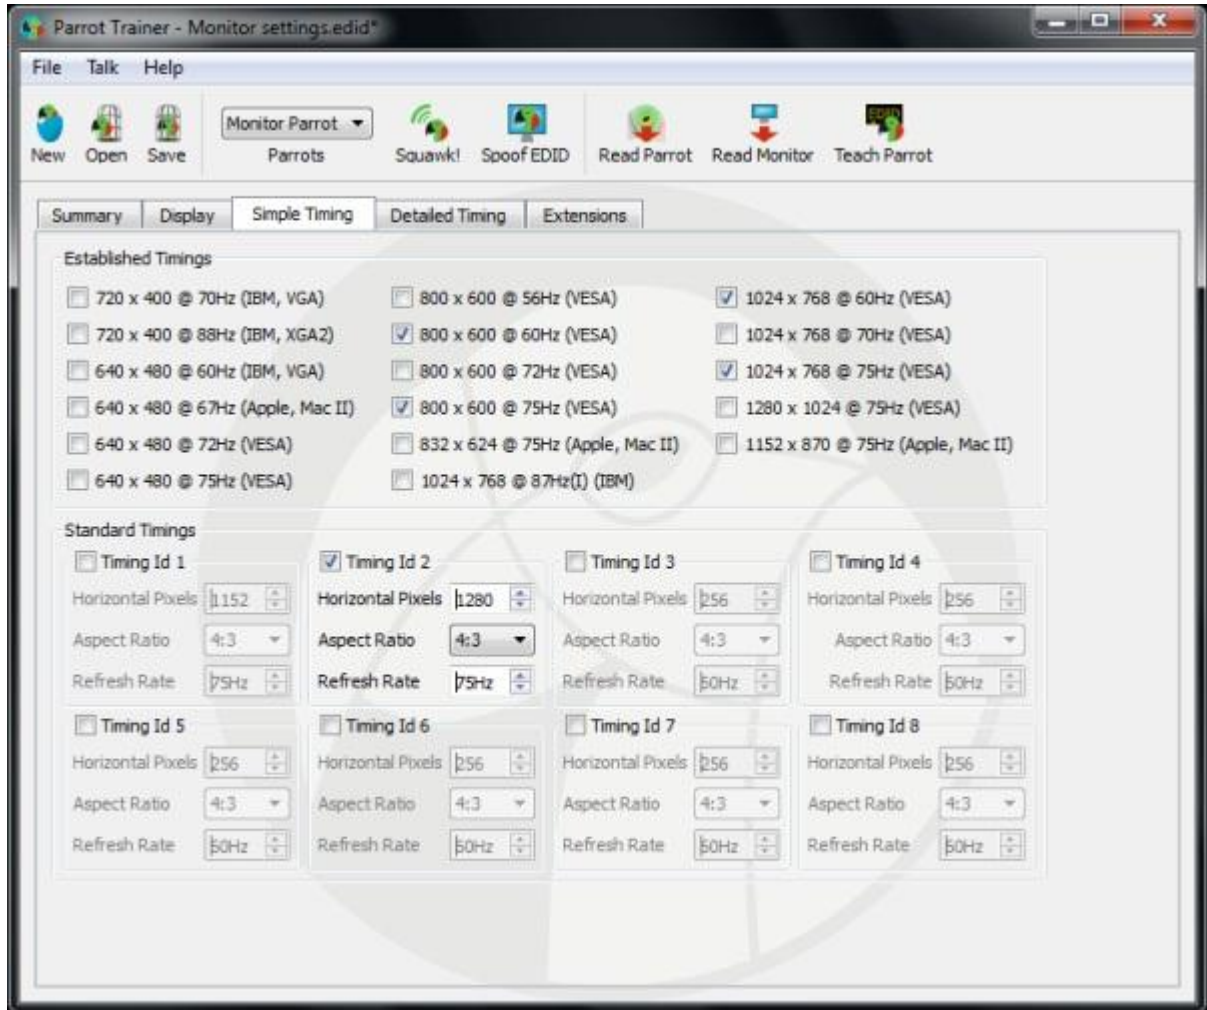 Parrot Trainer - Monitor settings.edid*
File Talk Help
Monitor Parrot
EDID
New Open Save Parrots Squawk! Spoof EDID Read Parrot Read Monitor Teach Parrot
Summary Display Simple Timing Detailed Timing Extensions
Established Timings
720 x 400 @ 70Hz (IBM, VGA) 800 x 600 @ 56Hz (VESA) 1024 x 768 @ 60Hz (VESA)
720 x 400 @ 88Hz (IBM, XGA2) 800 x 600 @ 60Hz (VESA) 1024 x 768 @ 70Hz (VESA)
640 x 480 @ 60Hz (IBM, VGA) 800 x 600 @ 72Hz (VESA) 1024 x 768 @ 75Hz (VESA)
640 x 480 @ 67Hz (Apple, Mac II) 800 x 600 @ 75Hz (VESA) 1280 x 1024 @ 75Hz (VESA)
640 x 480 @ 72Hz (VESA) 832 x 624 @ 75Hz (Apple, Mac II) 1152 x 870 @ 75Hz (Apple, Mac II)
640 x 480 @ 75Hz (VESA) 1024 x 768 @ 87Hz(I) (IBM)
Standard Timings
Timing Id 1 Timing Id 2 Timing Id 3 Timing Id 4
Horizontal Pixels 1152 Horizontal Pixels 1280 Horizontal Pixels 256 Horizontal Pixels 256
Aspect Ratio 4:3 Aspect Ratio 4:3 Aspect Ratio 4:3 Aspect Ratio 4:3
Refresh Rate 75Hz Refresh Rate 75Hz Refresh Rate 60Hz Refresh Rate 60Hz
Timing Id 5 Timing Id 6 Timing Id 7 Timing Id 8
Horizontal Pixels 256 Horizontal Pixels 256 Horizontal Pixels 256 Horizontal Pixels 256
Aspect Ratio 4:3 Aspect Ratio 4:3 Aspect Ratio 4:3 Aspect Ratio 4:3
Refresh Rate 60Hz Refresh Rate 60Hz Refresh Rate 60Hz Refresh Rate 60Hz